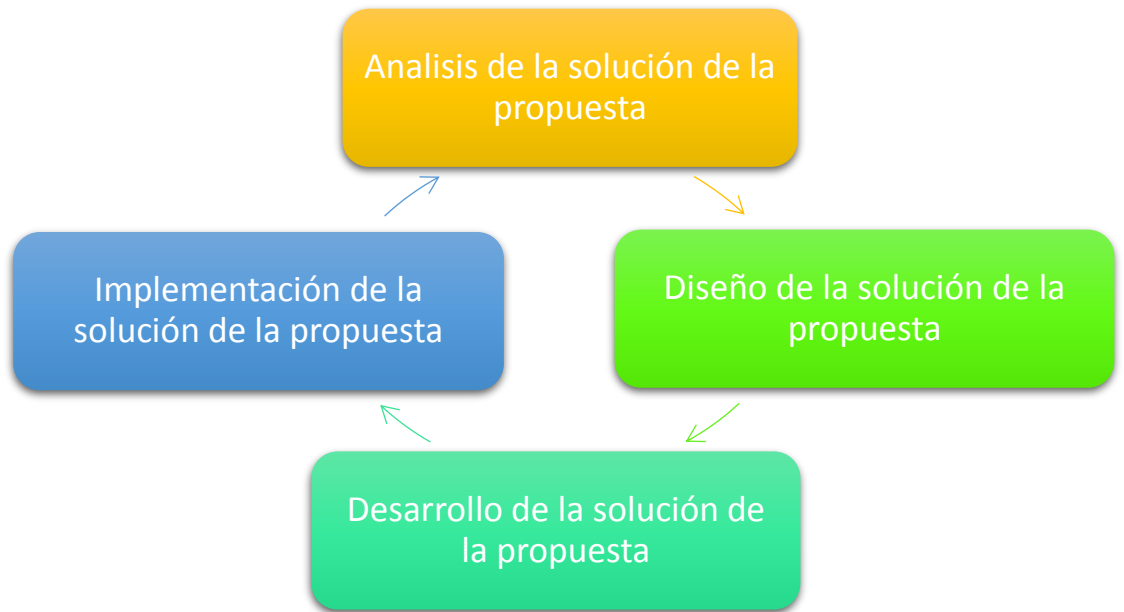 Analisis de la solución de la
propuesta
Diseño de la solución de la
propuesta
Desarrollo de la solución de
la propuesta
Implementación de la
solución de la propuesta